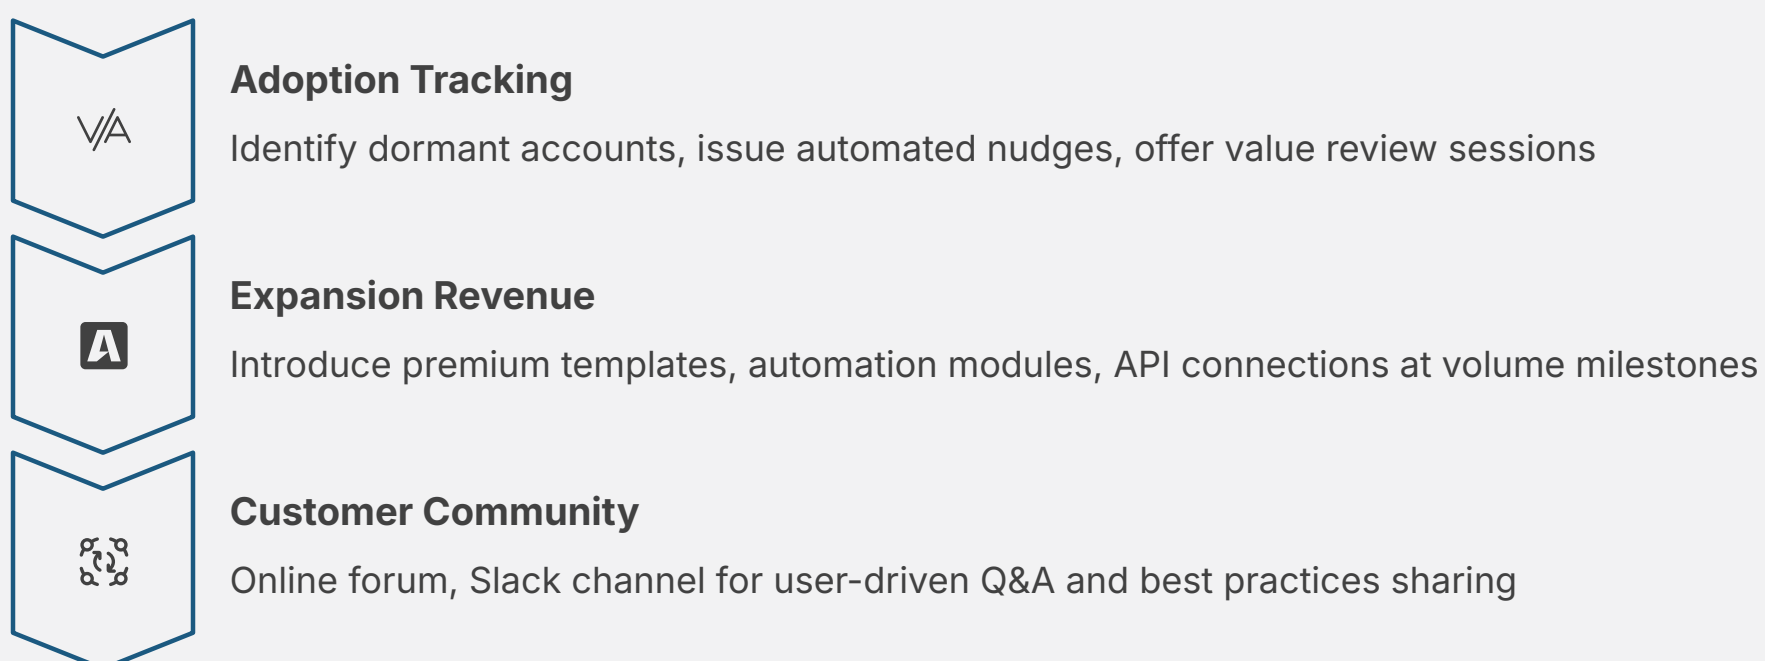 Adoption Tracking
Identify dormant accounts, issue automated nudges, offer value review sessions
Expansion Revenue
Introduce premium templates, automation modules, API connections at volume milestones
Customer Community
Online forum, Slack channel for user-driven Q&A and best practices sharing